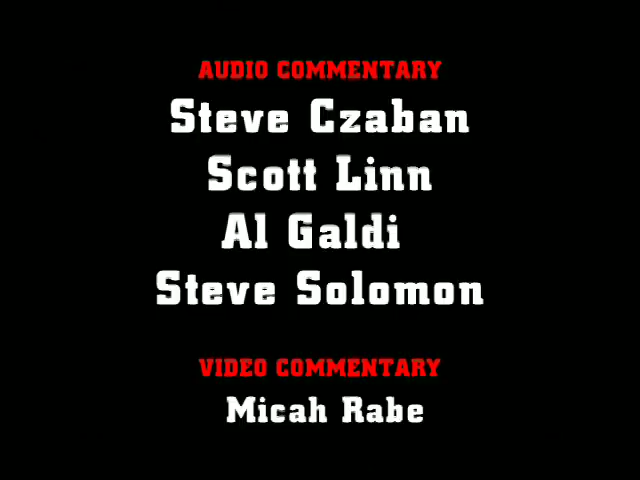 AUDIO COMMENTARY
Steve Czaban
Scott Linn
Al Galdi
Steve Solomon
VIDEO COMMENTARY
Micah Rabe